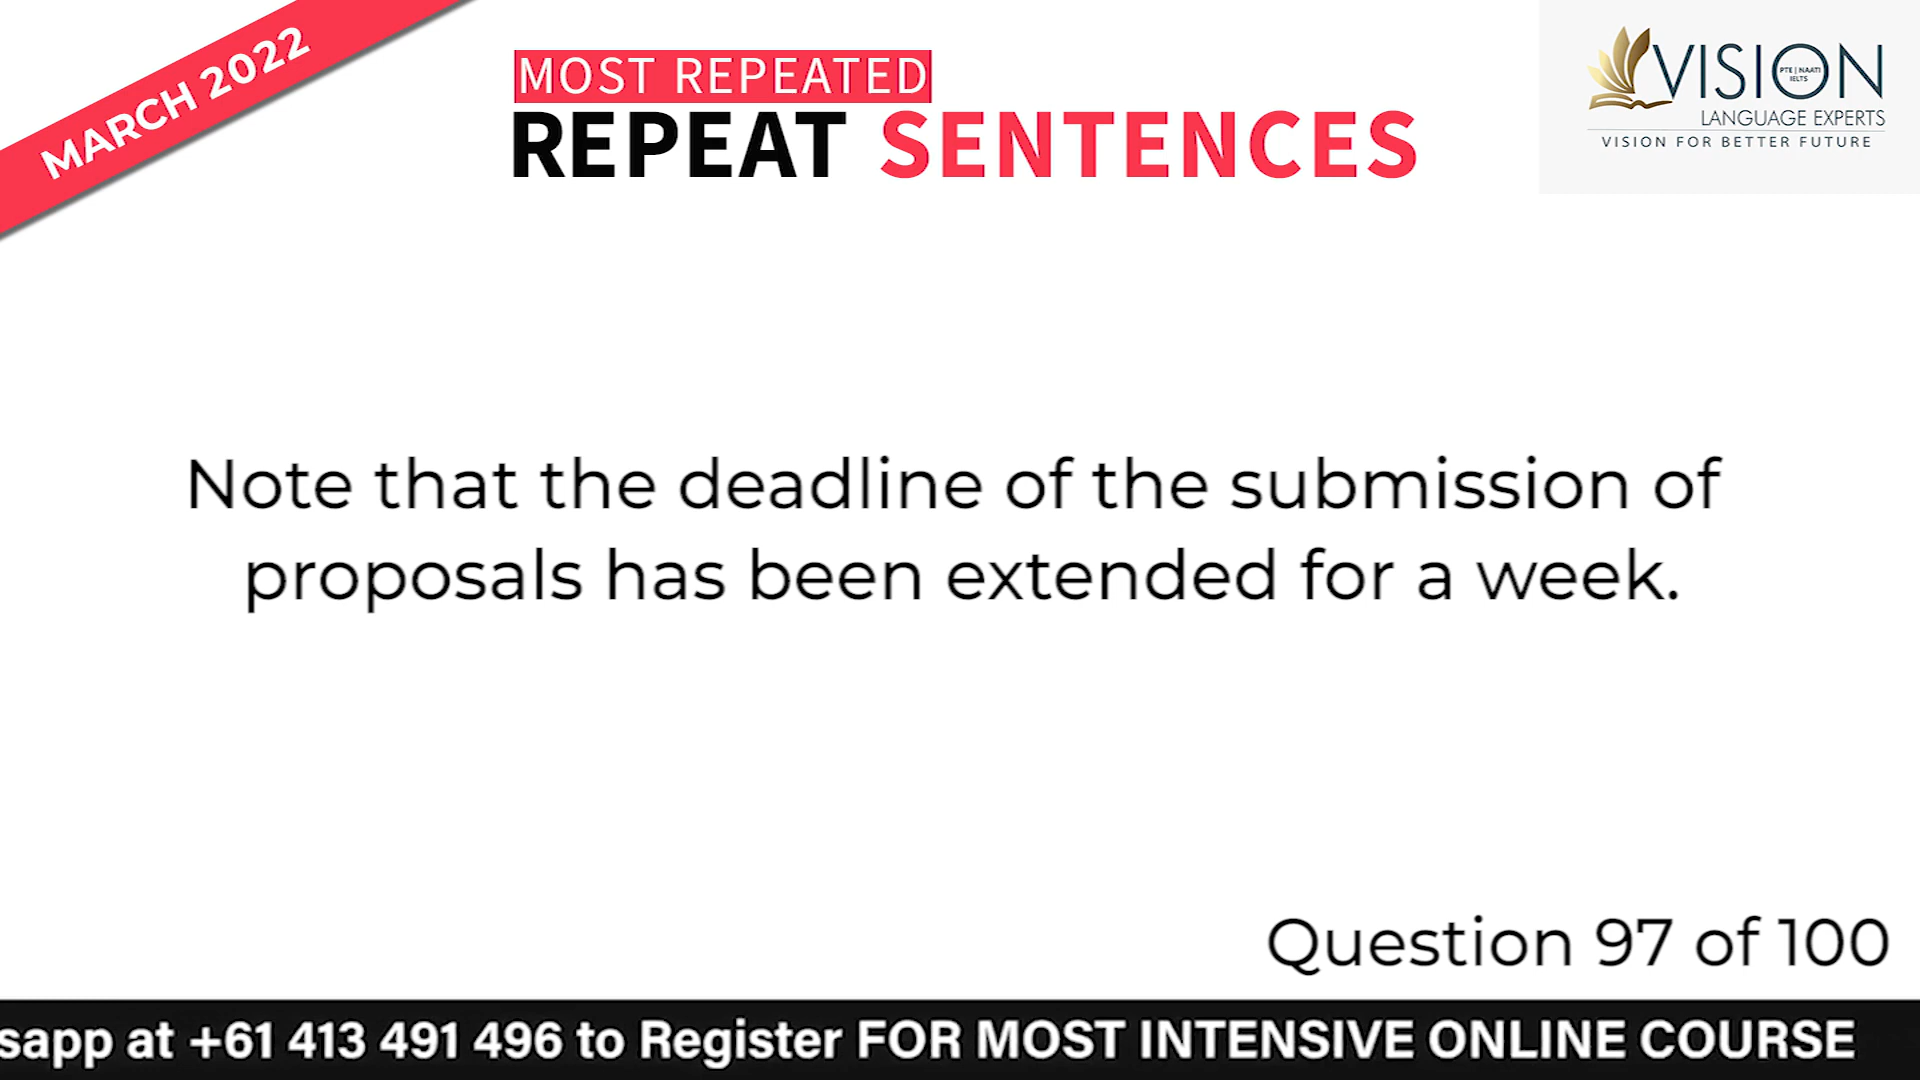 MARCH 2022
MOST REPEATED
REPEAT SENTENCES
VISION
PTE | NAATI
IELTS
LANGUAGE EXPERTS
VISION FOR BETTER FUTURE
Note that the deadline of the submission of
proposals has been extended for a week.
Question 97 of 100
sapp at +61 413 491 496 to Register FOR MOST INTENSIVE ONLINE COURSE